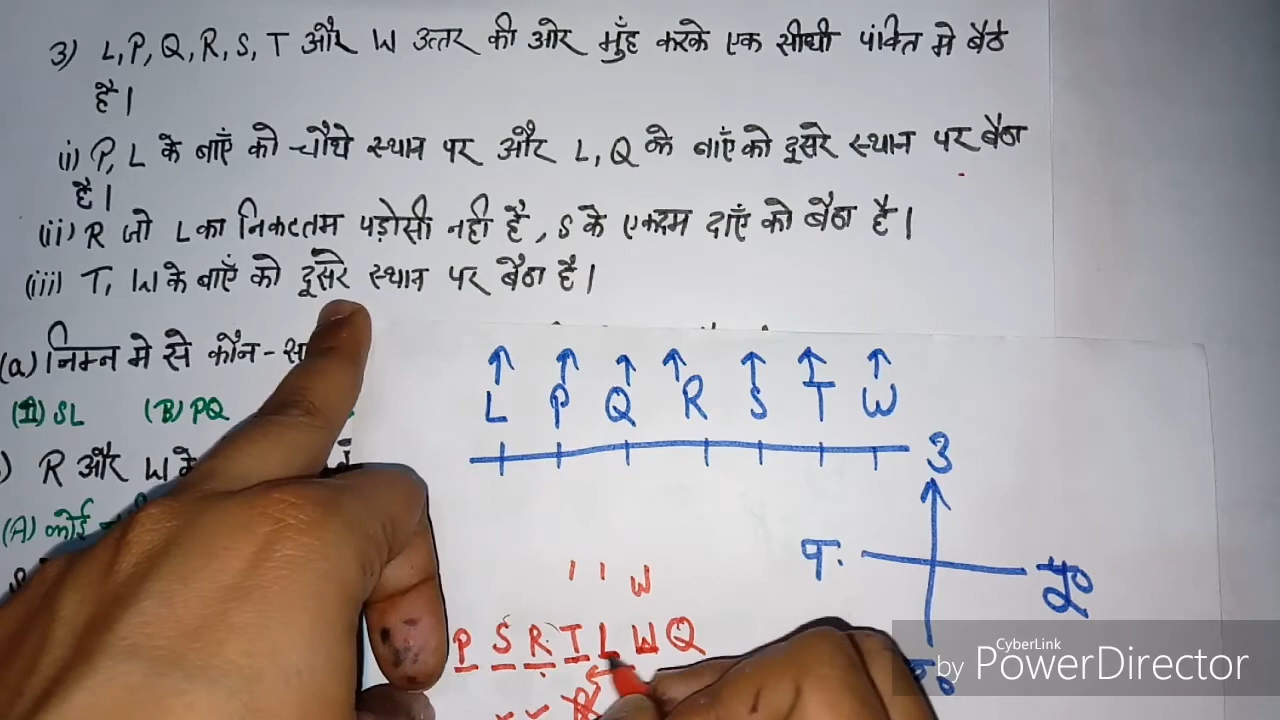 3) L, P, Q, R, S, T और W उत्तर की ओर मुँह करके एक सीधी पंक्ति मे बैठे
है।
(i) P, L के बाएँ को चौथे स्थान पर और L, Q के बाएँ को दूसरे स्थान पर बैठा
है।
(ii) R जो L का निकटतम पड़ोसी नही है, S के एकदम दाएँ को बैठा है।
(iii) T, W के बाएँ को दूसरे स्थान पर बैठा है।
(a) निम्न मे से कौन-
(A) SL (B) PQ
) R और W के
(A) कोई
L P Q R S T W
उ
प. पू०
W
P S R T L W Q
R
CyberLink
by PowerDirector